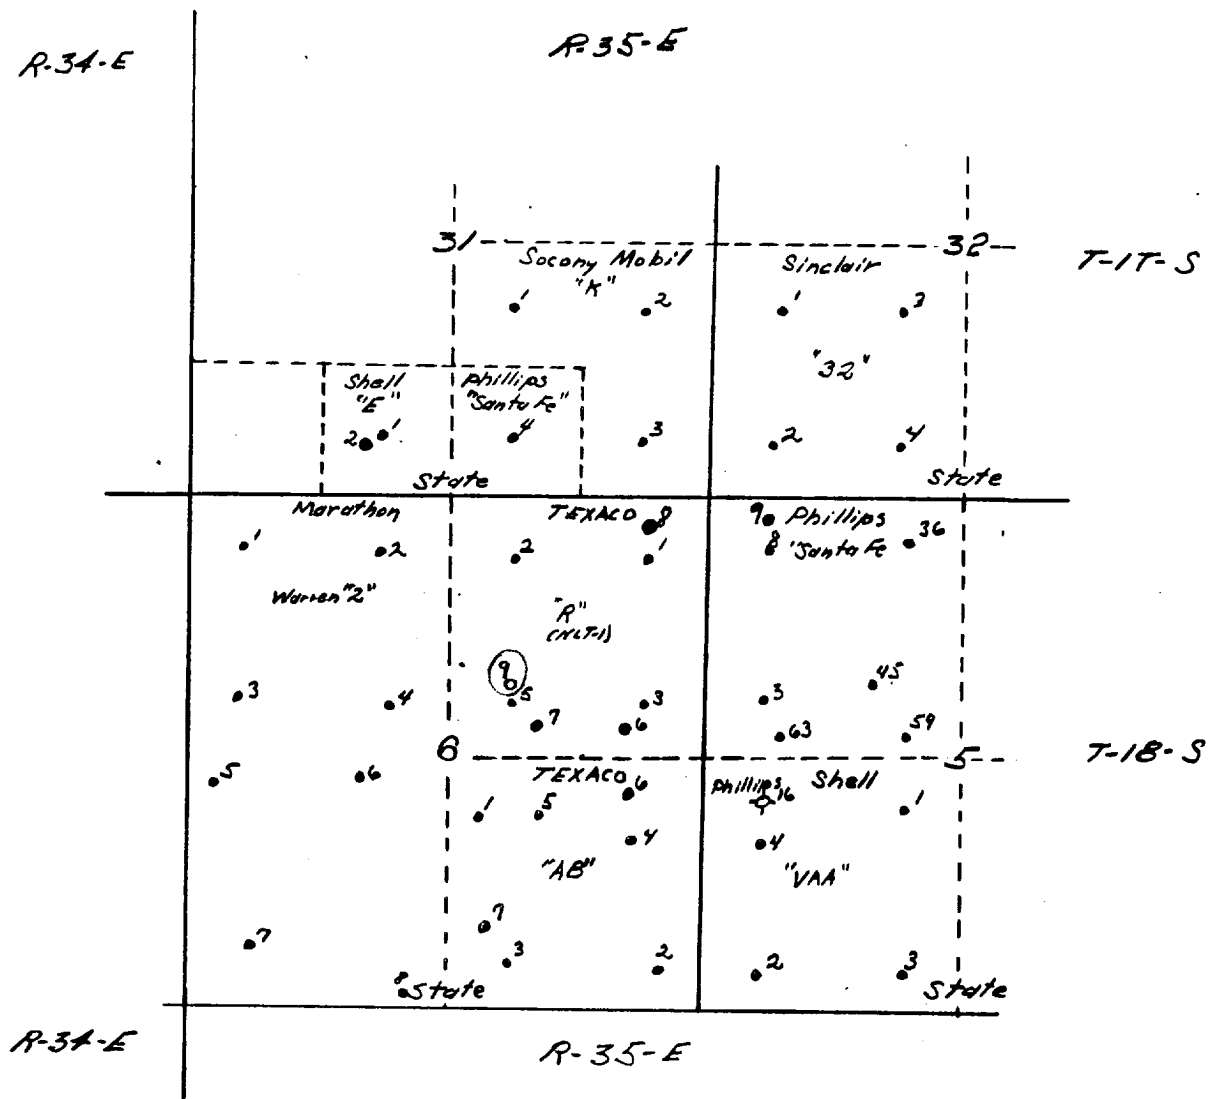 R-34-E
R-35-E
31
32
T-17-S
Socony Mobil
"K"
Sinclair
1
2
1
3
"32"
Shell
"E"
Phillips
"Santa Fe"
2
1
4
3
2
4
State
State
Marathon
TEXACO
8
9
Phillips
1
2
2
1
8
"Santa Fe
36
Warren "2"
"R"
(NCT-1)
9
3
4
5
3
3
45
7
6
63
59
6
5
T-18-S
5
6
TEXACO
6
Phillips
16
Shell
1
5
4
4
1
"AB"
"VAA"
7
7
3
2
2
3
8
State
State
R-34-E
R-35-E